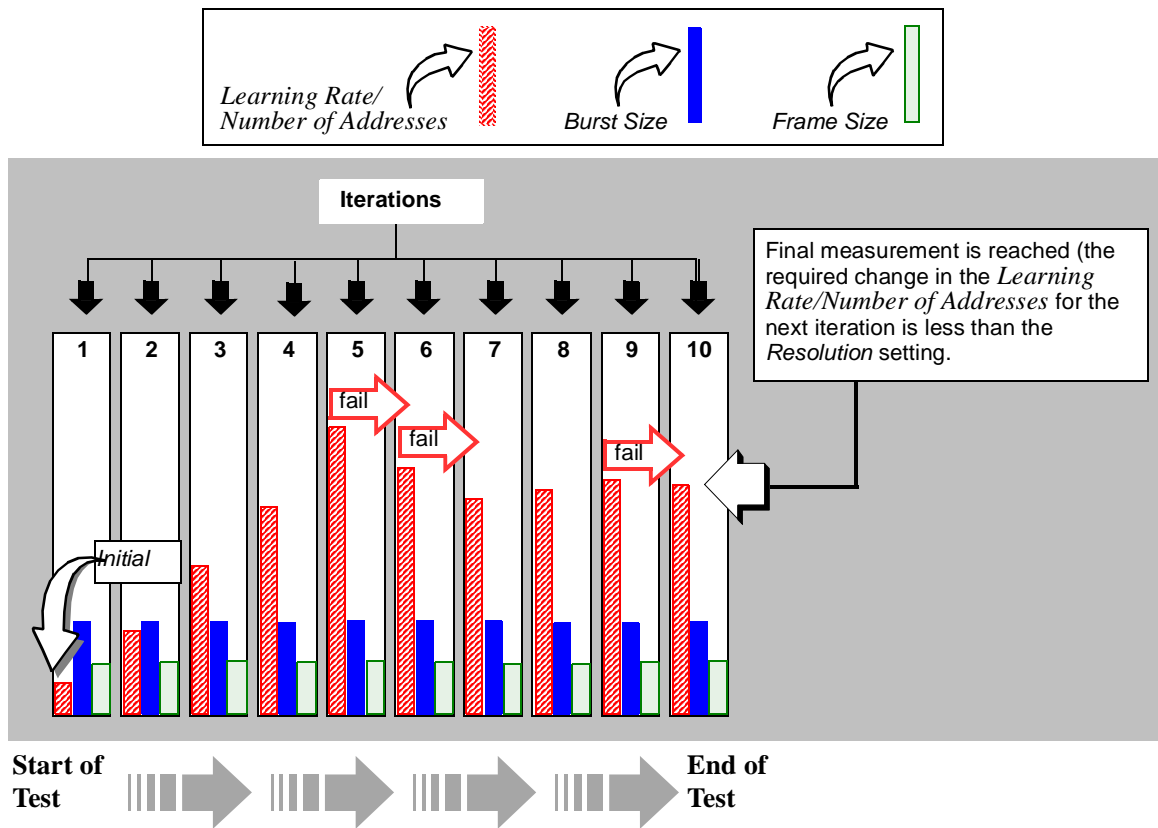 Learning Rate/
Number of Addresses
Burst Size
Frame Size
Iterations
Final measurement is reached (the
required change in the Learning
Rate/Number of Addresses for the
next iteration is less than the
Resolution setting.
1 2 3 4 5 6 7 8 9 10
fail
fail
fail
Initial
Start of
Test
End of
Test